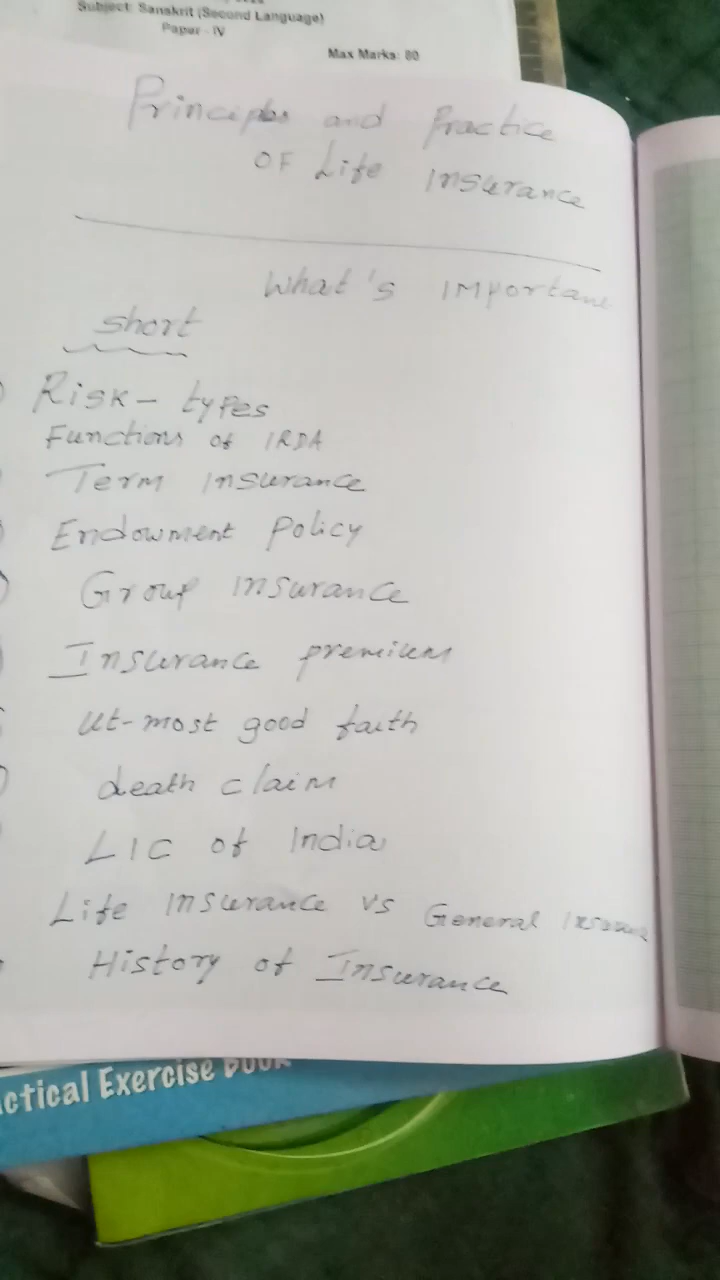 Subject: Sanskrit (Second Language)
Paper - IV
Max Marks: 80
Principles and Practice
OF Life Insurance
What's Importane
short
Risk - types
Functions of IRDA
Term Insurance
Endowment Policy
Group Insurance
Insurance premium
ut-most good faith
death claim
LIC of India
Life Insurance vs General
History of Insurance
ctical Exercise Book